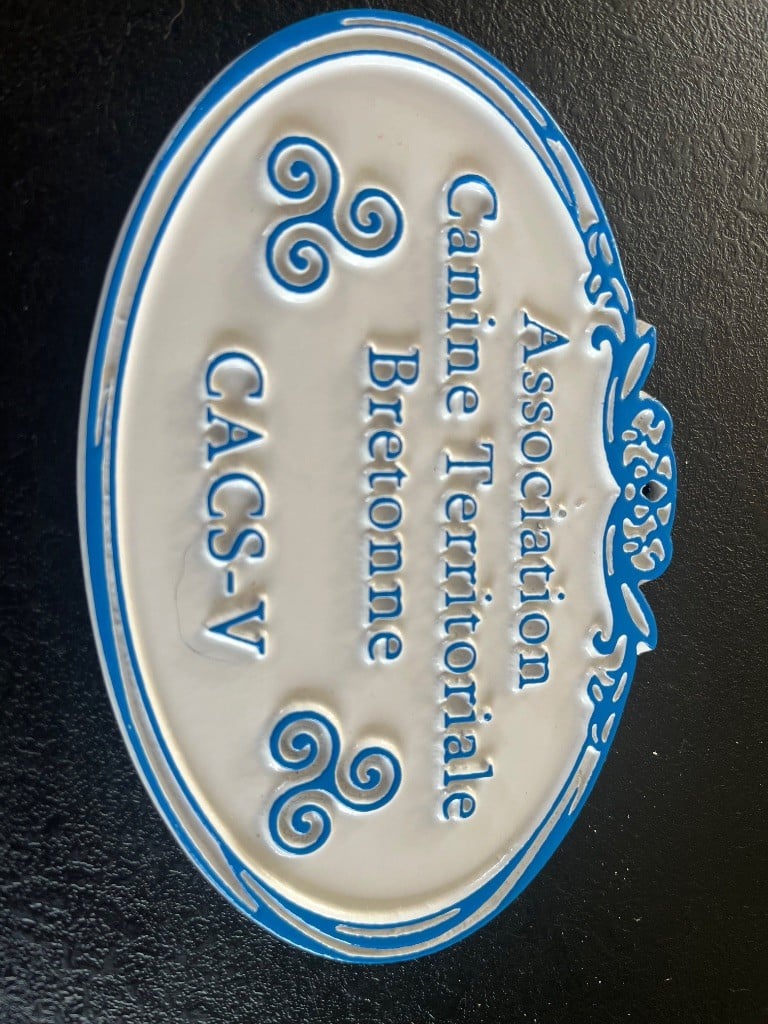 Association
Canine Territoriale
Bretonne
CACS-V